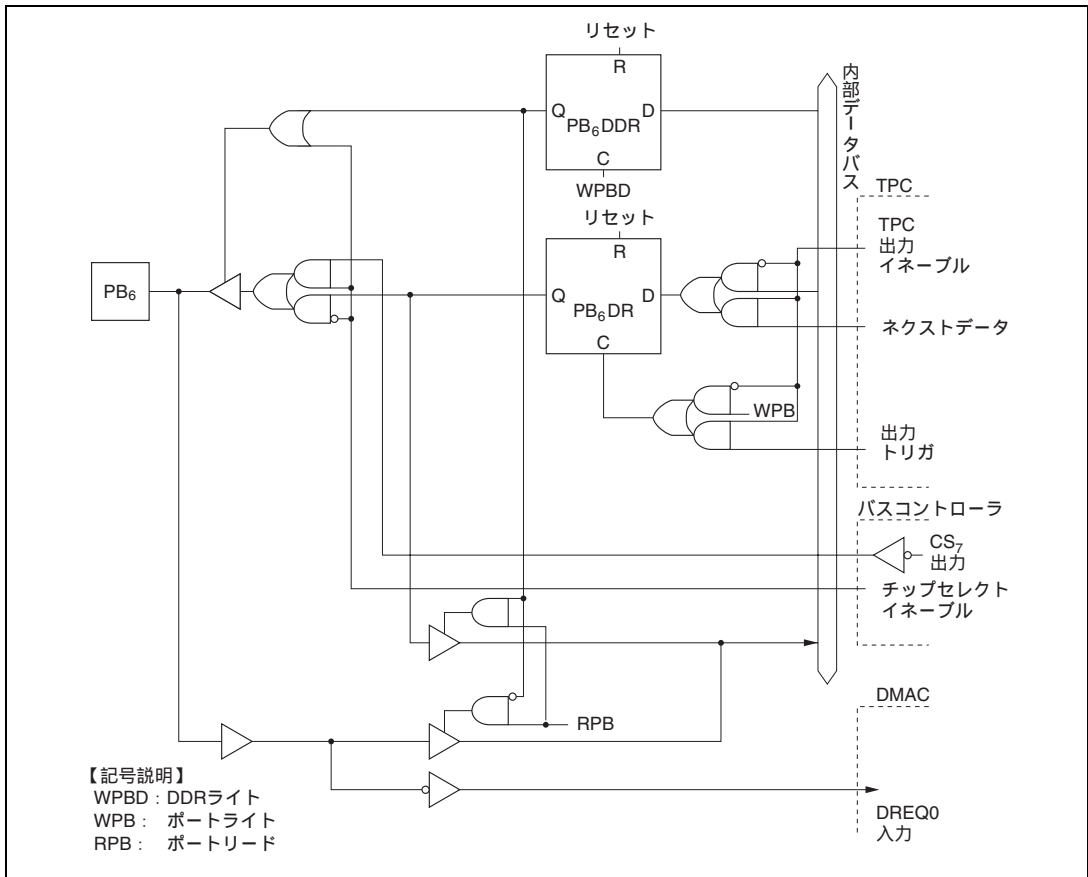 リセット
R
Q
D
PB6DDR
C
WPBD
リセット
R
Q
D
PB6DR
C
PB6
内部データバス
TPC
TPC
出力
イネーブル
ネクストデータ
WPB
出力
トリガ
バスコントローラ
CS7
出力
チップセレクト
イネーブル
RPB
DMAC
DREQ0
入力
【記号説明】
WPBD : DDRライト
WPB : ポートライト
RPB : ポートリード